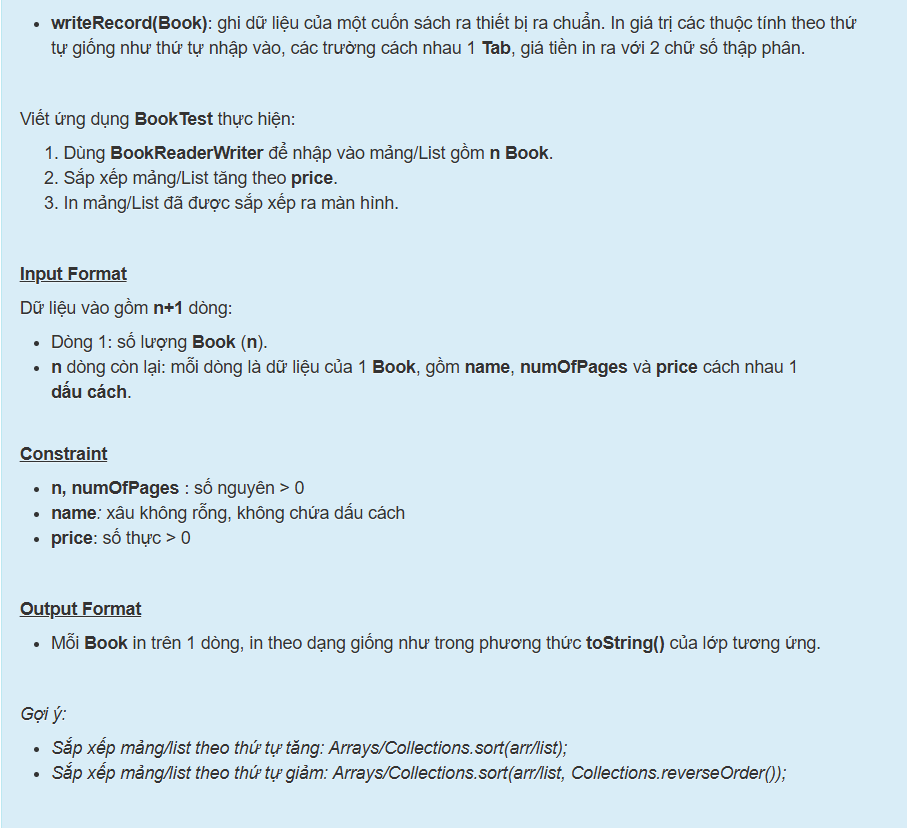 writeRecord(Book): ghi dữ liệu của một cuốn sách ra thiết bị ra chuẩn. In giá trị các thuộc tính theo thứ
tự giống như thứ tự nhập vào, các trường cách nhau 1 Tab, giá tiền in ra với 2 chữ số thập phân.
Viết ứng dụng BookTest thực hiện:
1. Dùng BookReaderWriter để nhập vào mảng/List gồm n Book.
2. Sắp xếp mảng/List tăng theo price.
3. In mảng/List đã được sắp xếp ra màn hình.
Input Format
Dữ liệu vào gồm n+1 dòng:
Dòng 1: số lượng Book (n).
n dòng còn lại: mỗi dòng là dữ liệu của 1 Book, gồm name, numOfPages và price cách nhau 1
dấu cách.
Constraint
n, numOfPages : số nguyên > 0
name: xâu không rỗng, không chứa dấu cách
price: số thực > 0
Output Format
Mỗi Book in trên 1 dòng, in theo dạng giống như trong phương thức toString() của lớp tương ứng.
Gợi ý:
Sắp xếp mảng/list theo thứ tự tăng: Arrays/Collections.sort(arr/list);
Sắp xếp mảng/list theo thứ tự giảm: Arrays/Collections.sort(arr/list, Collections.reverseOrder());